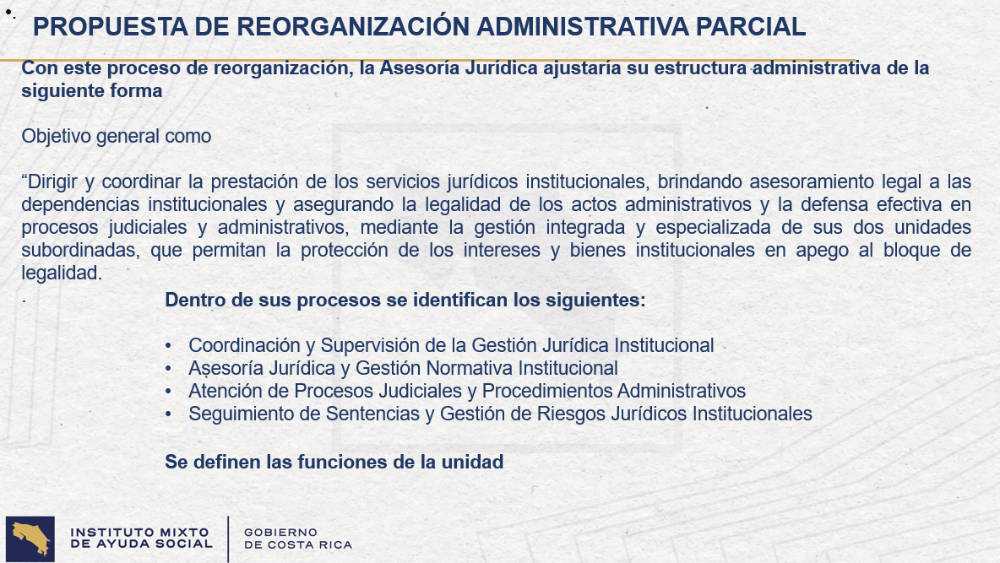 PROPUESTA DE REORGANIZACIÓN ADMINISTRATIVA PARCIAL
Con este proceso de reorganización, la Asesoría Jurídica ajustaría su estructura administrativa de la
siguiente forma
Objetivo general como
“Dirigir y coordinar la prestación de los servicios jurídicos institucionales, brindando asesoramiento legal a las
dependencias institucionales y asegurando la legalidad de los actos administrativos y la defensa efectiva en
procesos judiciales y administrativos, mediante la gestión integrada y especializada de sus dos unidades
subordinadas, que permitan la protección de los intereses y bienes institucionales en apego al bloque de
legalidad.
.
Dentro de sus procesos se identifican los siguientes:
• Coordinación y Supervisión de la Gestión Jurídica Institucional
• Asesoría Jurídica y Gestión Normativa Institucional
• Atención de Procesos Judiciales y Procedimientos Administrativos
• Seguimiento de Sentencias y Gestión de Riesgos Jurídicos Institucionales
Se definen las funciones de la unidad
INSTITUTO MIXTO
DE AYUDA SOCIAL
GOBIERNO
DE COSTA RICA